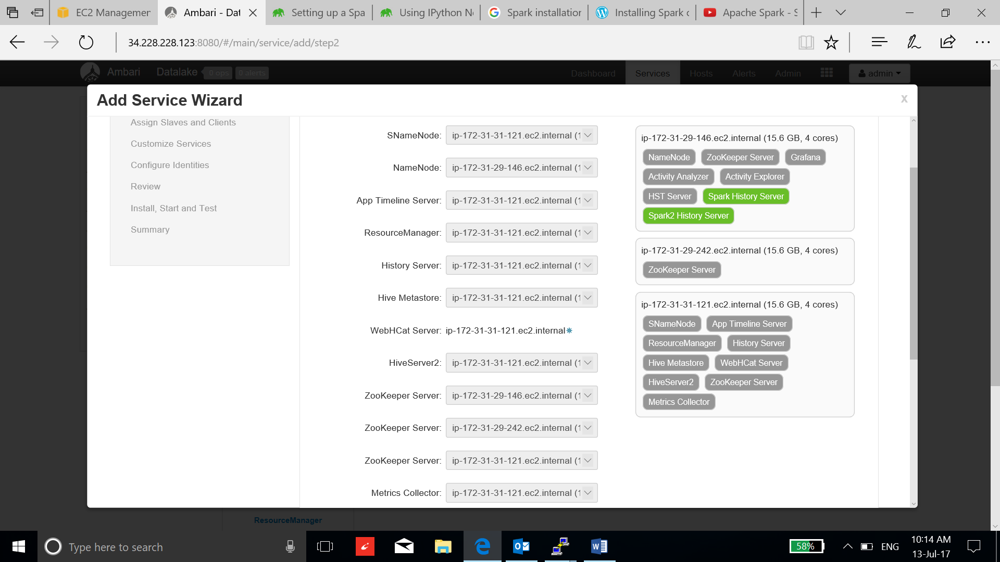 EC2 Managemer
Ambari - Dat
Setting up a Spa
Using IPython N
Spark installation
Installing Spark o
Apache Spark - S
34.228.228.123:8080/#/main/service/add/step2
Ambari Datalake 0 ops 0 alerts
Dashboard Services Hosts Alerts Admin admin
Add Service Wizard
X
Assign Slaves and Clients
Customize Services
Configure Identities
Review
Install, Start and Test
Summary
SNameNode: ip-172-31-31-121.ec2.internal (1
NameNode: ip-172-31-29-146.ec2.internal (1
App Timeline Server: ip-172-31-31-121.ec2.internal (1
ResourceManager: ip-172-31-31-121.ec2.internal (1
History Server: ip-172-31-31-121.ec2.internal (1
Hive Metastore: ip-172-31-31-121.ec2.internal (1
WebHCat Server: ip-172-31-31-121.ec2.internal*
HiveServer2: ip-172-31-31-121.ec2.internal (1
ZooKeeper Server: ip-172-31-29-146.ec2.internal (1
ZooKeeper Server: ip-172-31-29-242.ec2.internal (1
ZooKeeper Server: ip-172-31-31-121.ec2.internal (1
Metrics Collector: ip-172-31-31-121.ec2.internal (1
ip-172-31-29-146.ec2.internal (15.6 GB, 4 cores)
NameNode ZooKeeper Server Grafana
Activity Analyzer Activity Explorer
HST Server Spark History Server
Spark2 History Server
ip-172-31-29-242.ec2.internal (15.6 GB, 4 cores)
ZooKeeper Server
ip-172-31-31-121.ec2.internal (15.6 GB, 4 cores)
SNameNode App Timeline Server
ResourceManager History Server
Hive Metastore WebHCat Server
HiveServer2 ZooKeeper Server
Metrics Collector
ResourceManager
Type here to search
58%
ENG
10:14 AM
13-Jul-17